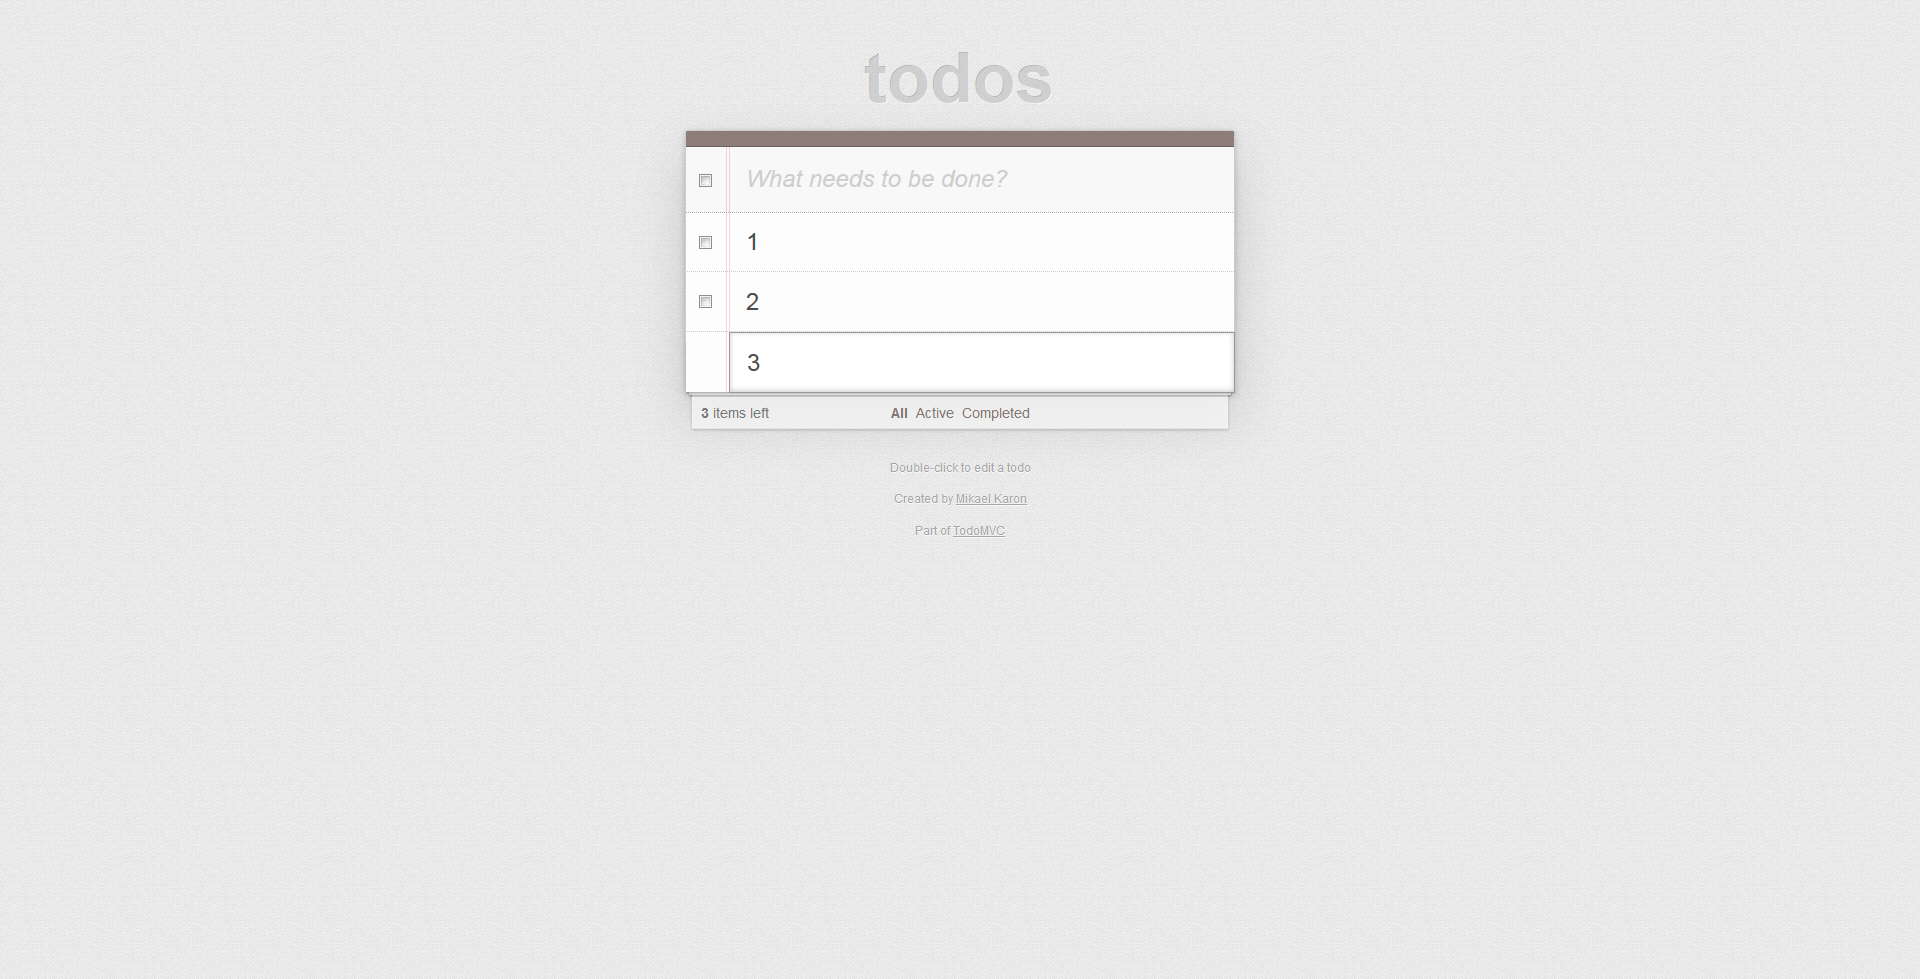 todos
What needs to be done?
1
2
3
3 items left All Active Completed
Double-click to edit a todo
Created by Mikael Karon
Part of TodoMVC